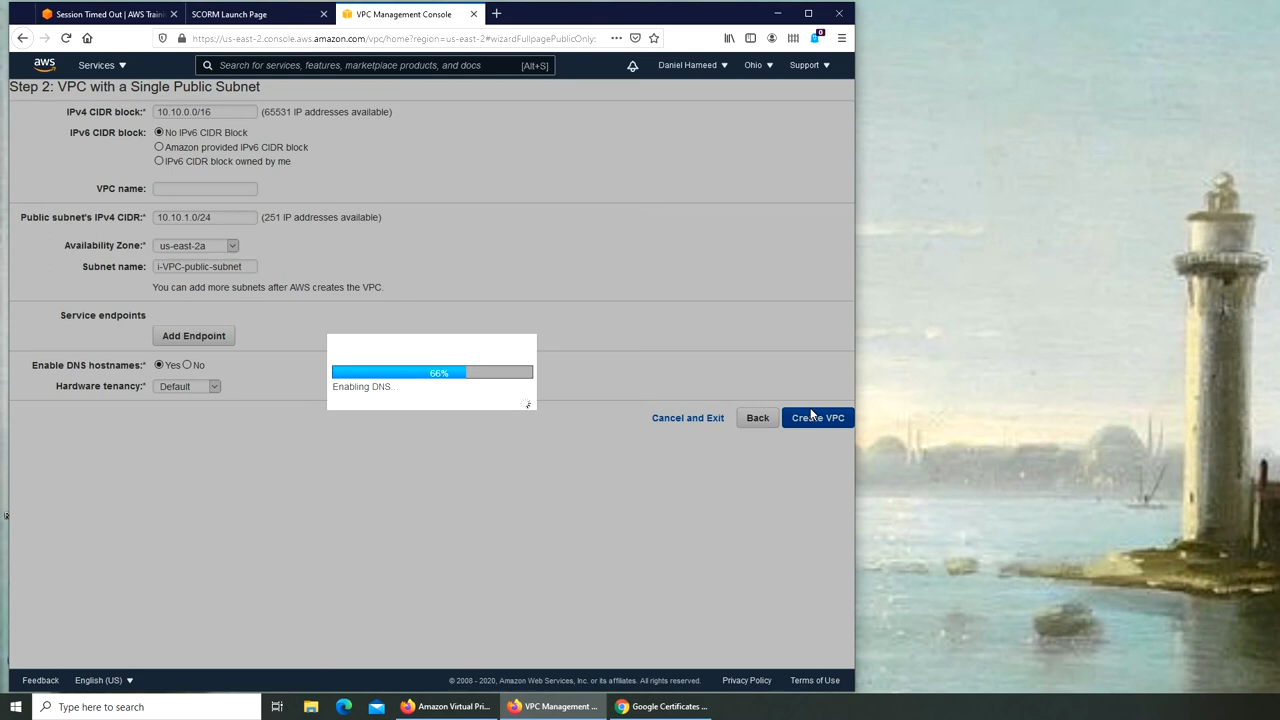 Session Timed Out | AWS Traini
SCORM Launch Page
VPC Management Console
https://us-east-2.console.aws.amazon.com/vpc/home?region=us-east-2#wizardFullpagePublicOnly:
0
aws
Services
Search for services, features, marketplace products, and docs
[Alt+S]
Daniel Hameed
Ohio
Support
Step 2: VPC with a Single Public Subnet
IPv4 CIDR block:* 10.10.0.0/16 (65531 IP addresses available)
IPv6 CIDR block: No IPv6 CIDR Block
Amazon provided IPv6 CIDR block
IPv6 CIDR block owned by me
VPC name:
Public subnet's IPv4 CIDR:* 10.10.1.0/24 (251 IP addresses available)
Availability Zone:* us-east-2a
Subnet name: i-VPC-public-subnet
You can add more subnets after AWS creates the VPC.
Service endpoints
Add Endpoint
Enable DNS hostnames:* Yes No
66%
Hardware tenancy:* Default
Enabling DNS...
Cancel and Exit Back Create VPC
Feedback English (US) © 2008 - 2020, Amazon Web Services, Inc. or its affiliates. All rights reserved. Privacy Policy Terms of Use
Type here to search
Amazon Virtual Pri...
VPC Management ...
Google Certificates ...